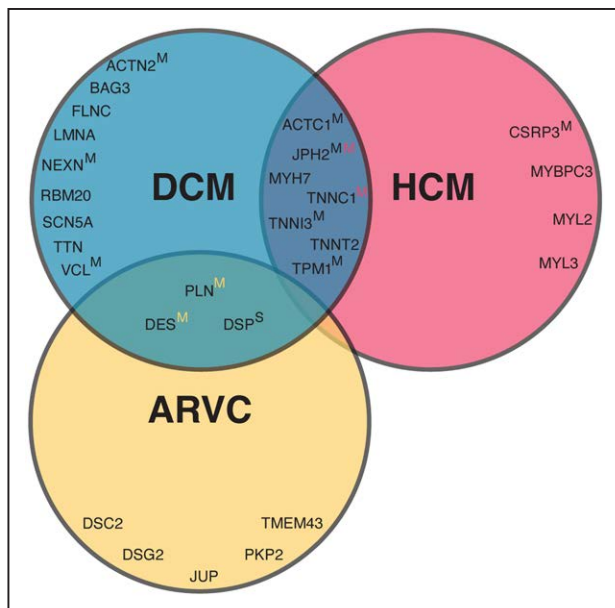 DCM
HCM
ARVC
ACTN2ᴹ
BAG3
FLNC
LMNA
NEXNᴹ
RBM20
SCN5A
TTN
VCLᴹ
ACTC1ᴹ
JPH2ᴹᴹ
MYH7
TNNC1ᴹ
TNNI3ᴹ
TNNT2
TPM1ᴹ
CSRP3ᴹ
MYBPC3
MYL2
MYL3
PLNᴹ
DESᴹ
DSPˢ
DSC2
DSG2
JUP
PKP2
TMEM43